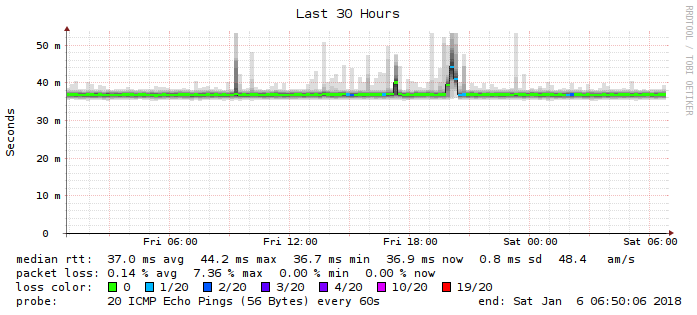 Last 30 Hours
RRDTOOL / TOBI OETIKER
Seconds
50 m
40 m
30 m
20 m
10 m
0
Fri 06:00 Fri 12:00 Fri 18:00 Sat 00:00 Sat 06:00
median rtt: 37.0 ms avg 44.2 ms max 36.7 ms min 36.9 ms now 0.8 ms sd 48.4 am/s
packet loss: 0.14 % avg 7.36 % max 0.00 % min 0.00 % now
loss color: 0 1/20 2/20 3/20 4/20 10/20 19/20
probe: 20 ICMP Echo Pings (56 Bytes) every 60s end: Sat Jan 6 06:50:06 2018